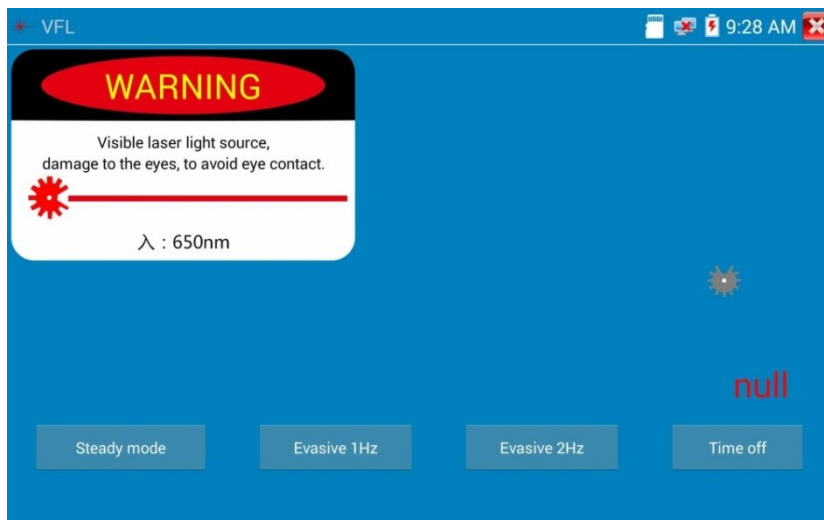 VFL
9:28 AM
WARNING
Visible laser light source,
damage to the eyes, to avoid eye contact.
入 : 650nm
null
Steady mode
Evasive 1Hz
Evasive 2Hz
Time off